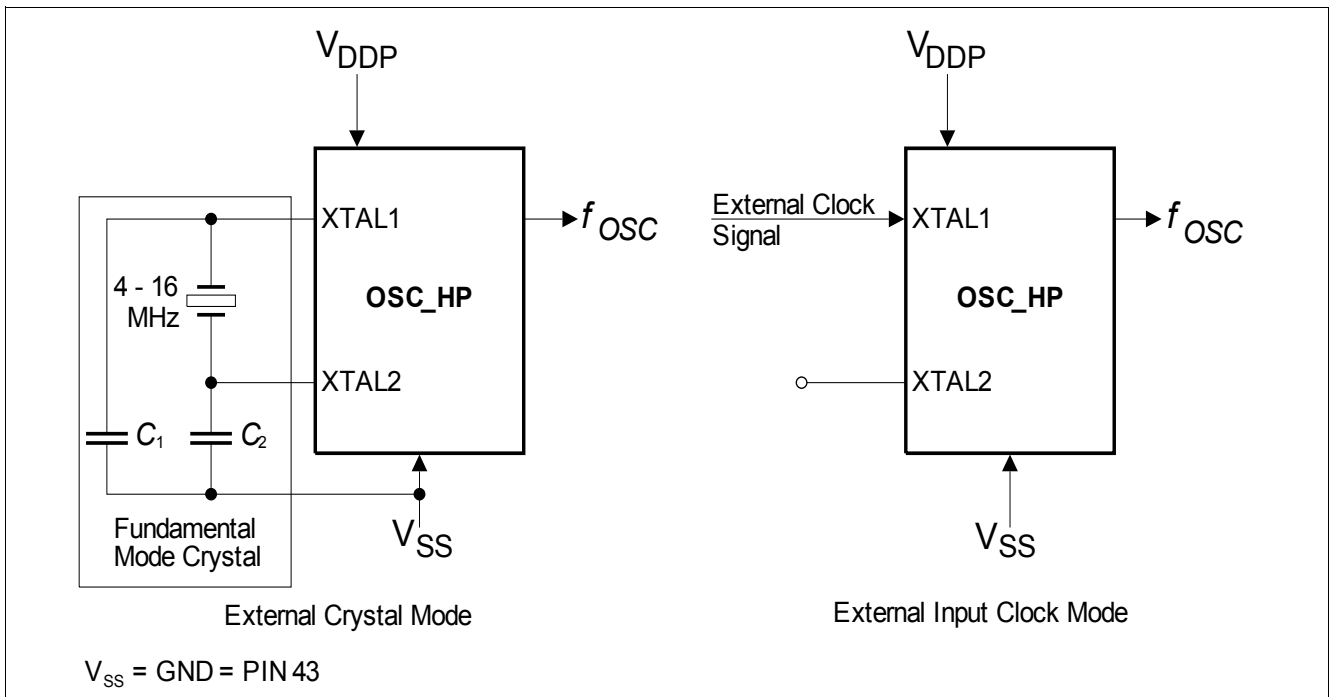 VDDP
XTAL1
fOSC
4 - 16
MHz
OSC_HP
XTAL2
C1
C2
Fundamental
Mode Crystal
VSS
External Crystal Mode
VDDP
External Clock
Signal
XTAL1
fOSC
OSC_HP
XTAL2
VSS
External Input Clock Mode
VSS = GND = PIN 43